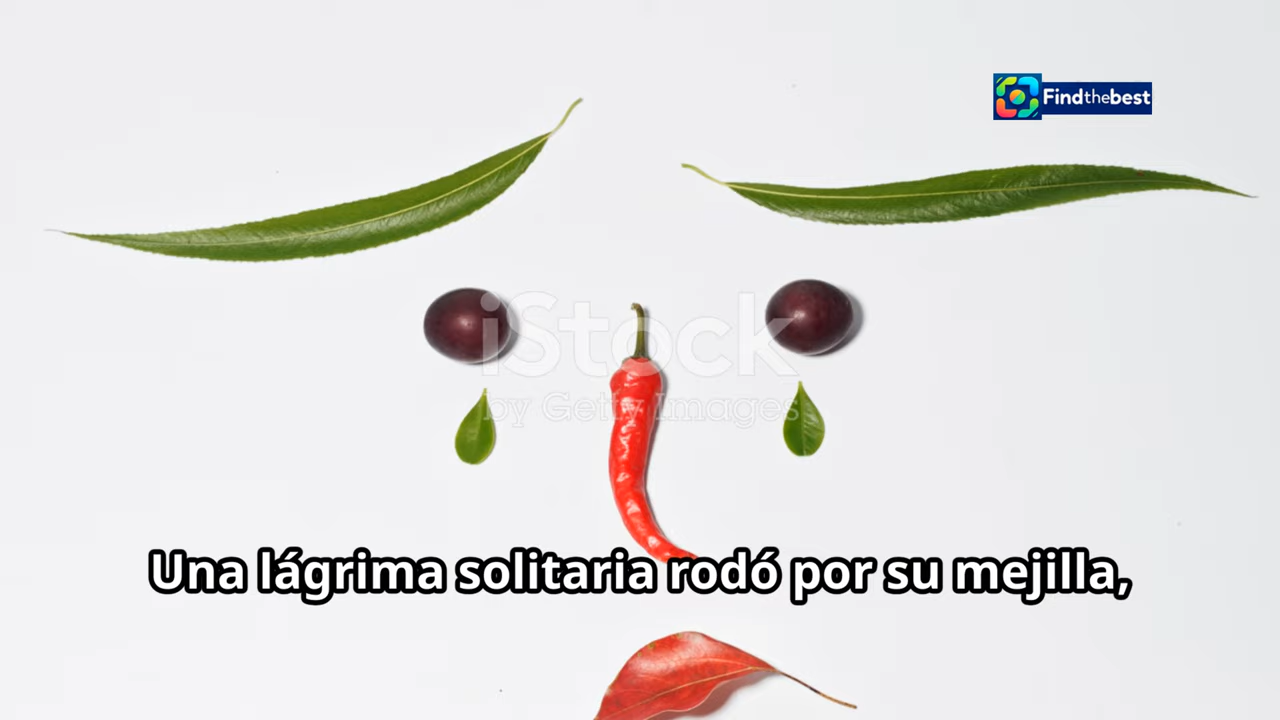 Findthebest
iStock
by Getty Images
Una lágrima solitaria rodó por su mejilla,